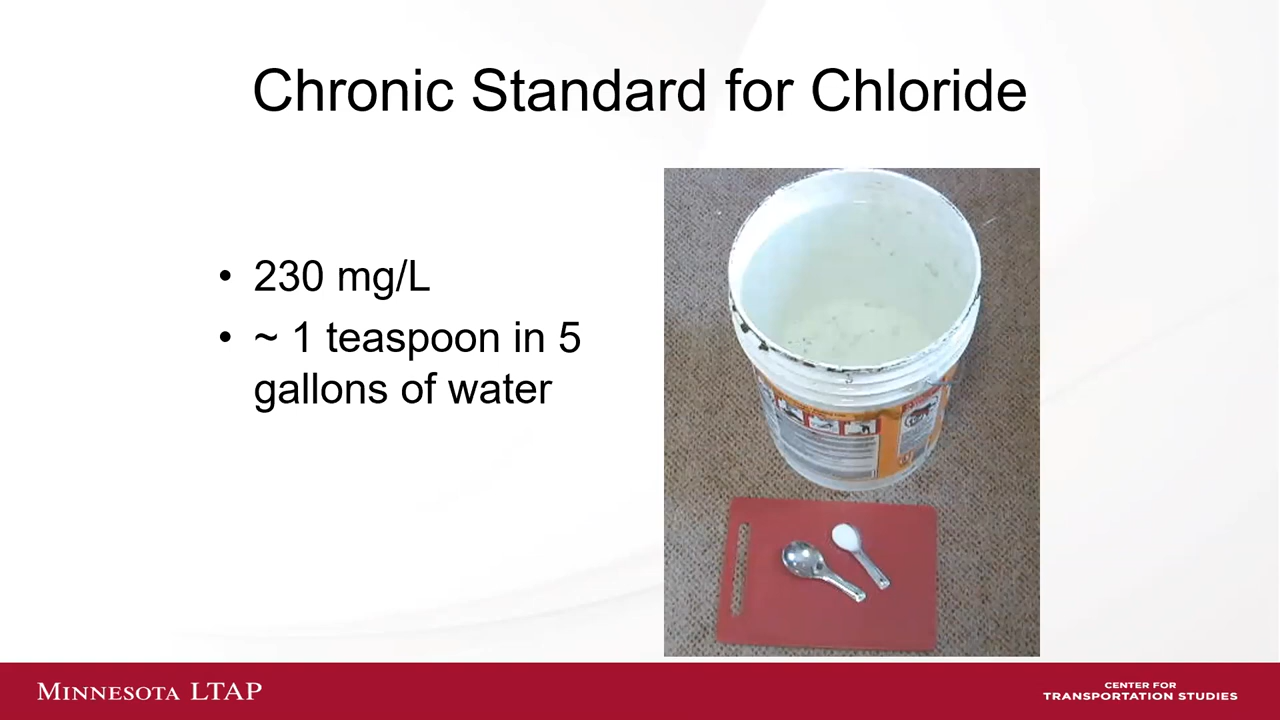 Chronic Standard for Chloride
• 230 mg/L
• ~ 1 teaspoon in 5
gallons of water
MINNESOTA LTAP
CENTER FOR
TRANSPORTATION STUDIES